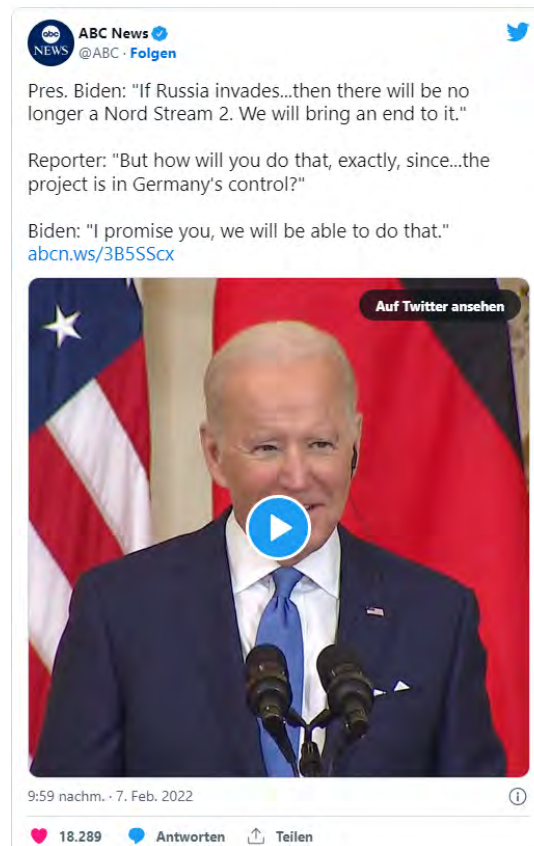 abc
NEWS
ABC News
@ABC · Folgen
Pres. Biden: "If Russia invades...then there will be no
longer a Nord Stream 2. We will bring an end to it."
Reporter: "But how will you do that, exactly, since...the
project is in Germany's control?"
Biden: "I promise you, we will be able to do that."
abcn.ws/3B5SScx
Auf Twitter ansehen
9:59 nachm. · 7. Feb. 2022
18.289 Antworten Teilen